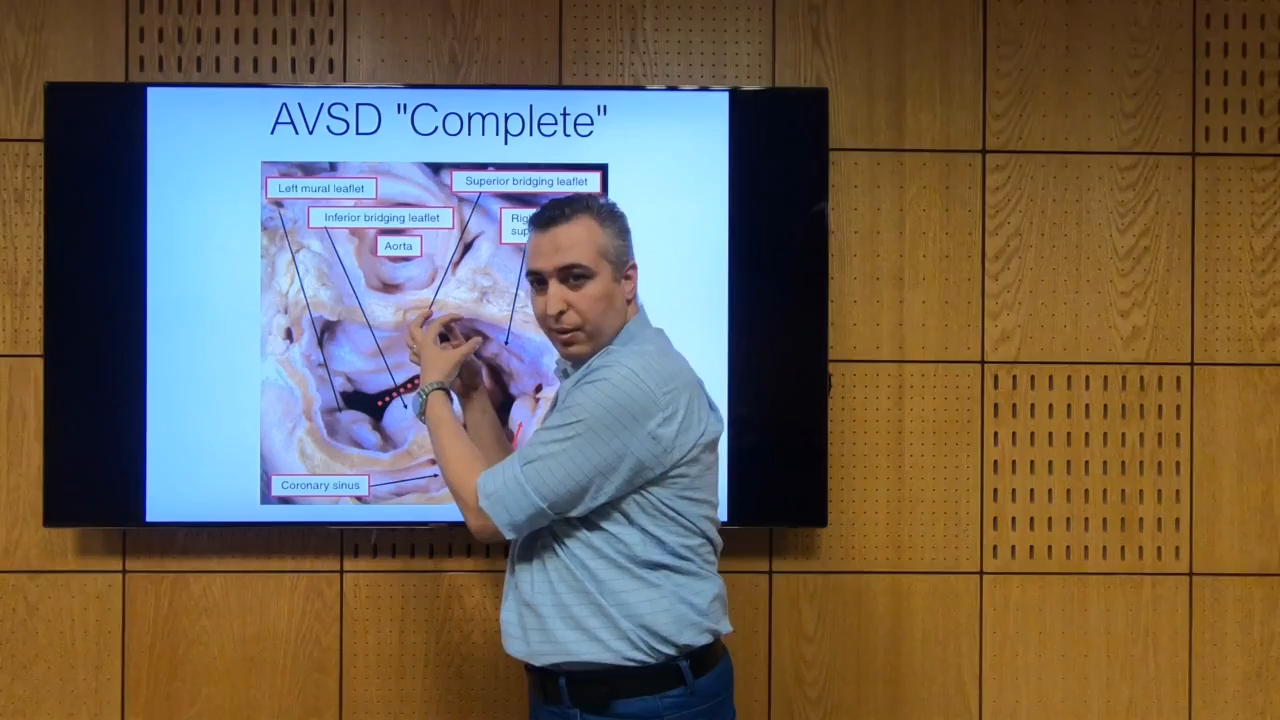 AVSD "Complete"
Left mural leaflet
Superior bridging leaflet
Inferior bridging leaflet
Aorta
Coronary sinus